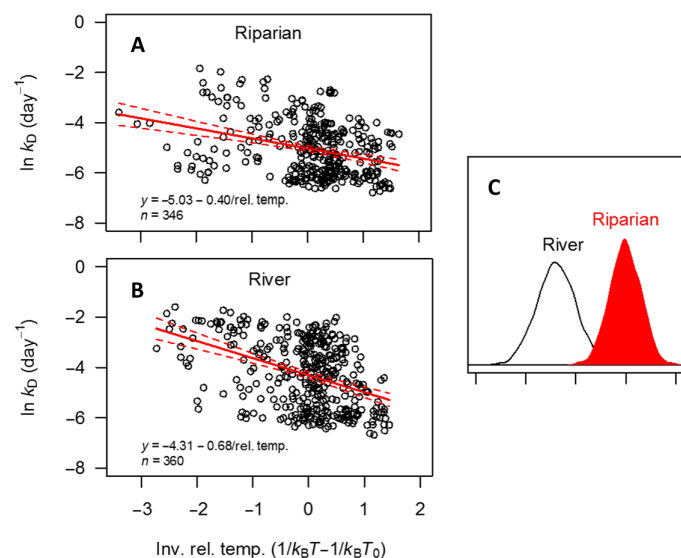 A
Riparian
0
−2
−4
−6
−8
ln kD (day−1)
y = −5.03 − 0.40/rel. temp.
n = 346
B
River
0
−2
−4
−6
−8
ln kD (day−1)
y = −4.31 − 0.68/rel. temp.
n = 360
−3 −2 −1 0 1 2
Inv. rel. temp. (1/kBT−1/kBT0)
C
Riparian
River